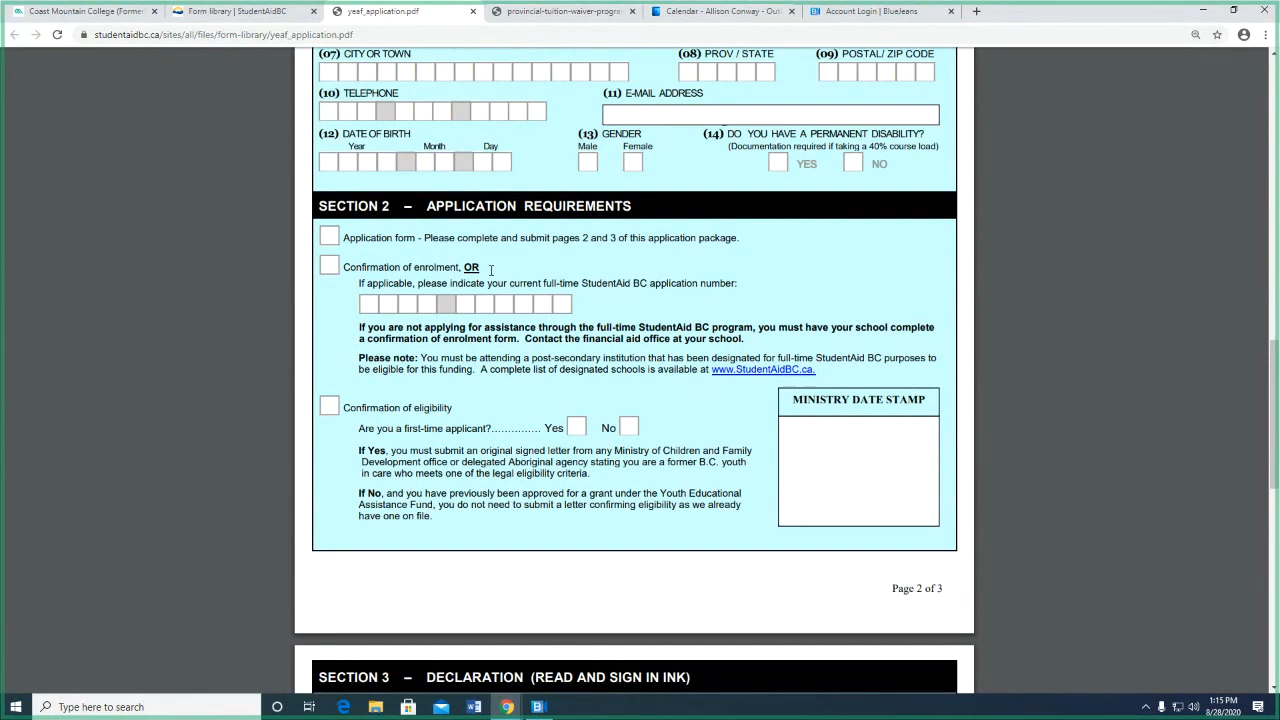 Coast Mountain College (Former
Form library | StudentAidBC
yeaf_application.pdf
provincial-tuition-waiver-progra
Calendar - Allison Conway - Out
Account Login | BlueJeans
studentaidbc.ca/sites/all/files/form-library/yeaf_application.pdf
(07) CITY OR TOWN (08) PROV / STATE (09) POSTAL/ ZIP CODE
(10) TELEPHONE (11) E-MAIL ADDRESS
(12) DATE OF BIRTH (13) GENDER (14) DO YOU HAVE A PERMANENT DISABILITY?
Year Month Day Male Female (Documentation required if taking a 40% course load)
YES NO
SECTION 2 – APPLICATION REQUIREMENTS
Application form - Please complete and submit pages 2 and 3 of this application package.
Confirmation of enrolment, OR
If applicable, please indicate your current full-time StudentAid BC application number:
If you are not applying for assistance through the full-time StudentAid BC program, you must have your school complete
a confirmation of enrolment form. Contact the financial aid office at your school.
Please note: You must be attending a post-secondary institution that has been designated for full-time StudentAid BC purposes to
be eligible for this funding. A complete list of designated schools is available at www.StudentAidBC.ca.
MINISTRY DATE STAMP
Confirmation of eligibility
Are you a first-time applicant?…………… Yes No
If Yes, you must submit an original signed letter from any Ministry of Children and Family
Development office or delegated Aboriginal agency stating you are a former B.C. youth
in care who meets one of the legal eligibility criteria.
If No, and you have previously been approved for a grant under the Youth Educational
Assistance Fund, you do not need to submit a letter confirming eligibility as we already
have one on file.
Page 2 of 3
SECTION 3 – DECLARATION (READ AND SIGN IN INK)
Type here to search
1:15 PM
8/28/2020